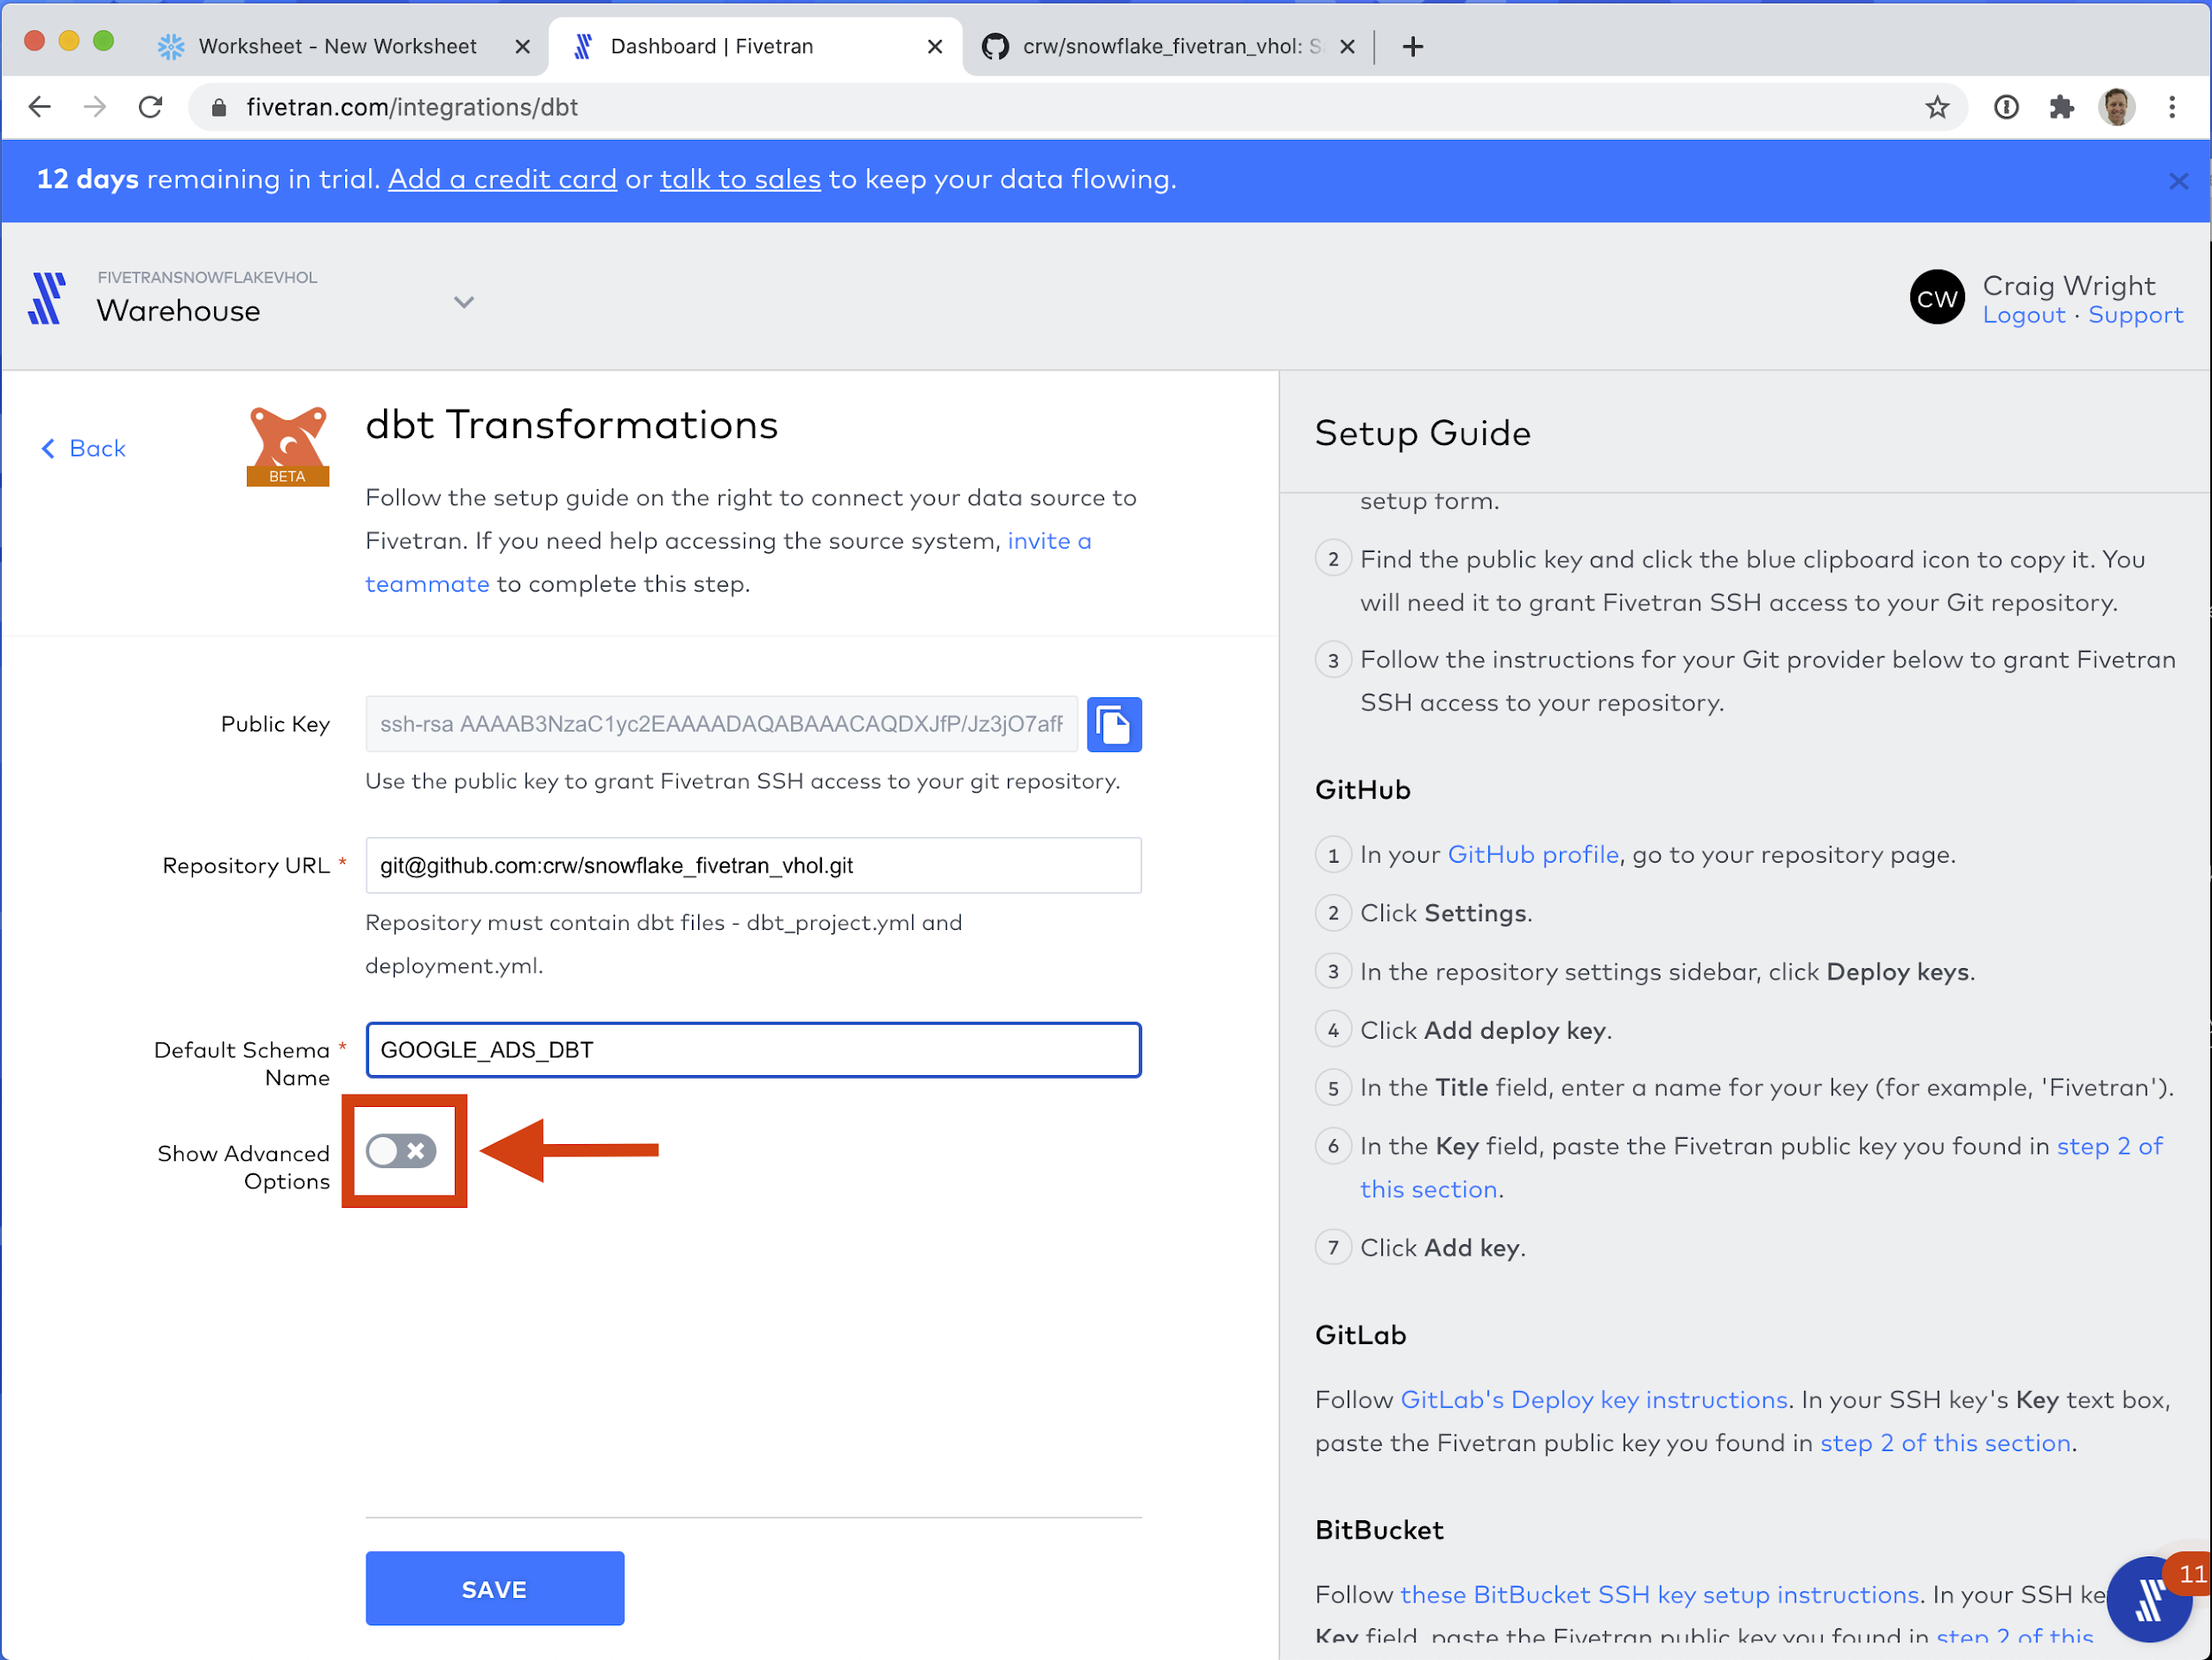 Worksheet - New Worksheet
Dashboard | Fivetran
crw/snowflake_fivetran_vhol: S
fivetran.com/integrations/dbt
12 days remaining in trial. Add a credit card or talk to sales to keep your data flowing.
FIVETRANSNOWFLAKEVHOL
Warehouse
CW
Craig Wright
Logout · Support
Back
BETA
dbt Transformations
Follow the setup guide on the right to connect your data source to
Fivetran. If you need help accessing the source system, invite a
teammate to complete this step.
Public Key
ssh-rsa AAAAB3NzaC1yc2EAAAADAQABAAACAQDXJfP/Jz3jO7af
Use the public key to grant Fivetran SSH access to your git repository.
Repository URL *
git@github.com:crw/snowflake_fivetran_vhol.git
Repository must contain dbt files - dbt_project.yml and
deployment.yml.
Default Schema *
Name
GOOGLE_ADS_DBT
Show Advanced
Options
SAVE
Setup Guide
setup form.
2 Find the public key and click the blue clipboard icon to copy it. You
will need it to grant Fivetran SSH access to your Git repository.
3 Follow the instructions for your Git provider below to grant Fivetran
SSH access to your repository.
GitHub
1 In your GitHub profile, go to your repository page.
2 Click Settings.
3 In the repository settings sidebar, click Deploy keys.
4 Click Add deploy key.
5 In the Title field, enter a name for your key (for example, 'Fivetran').
6 In the Key field, paste the Fivetran public key you found in step 2 of
this section.
7 Click Add key.
GitLab
Follow GitLab's Deploy key instructions. In your SSH key's Key text box,
paste the Fivetran public key you found in step 2 of this section.
BitBucket
Follow these BitBucket SSH key setup instructions. In your SSH ke
Key field, paste the Fivetran public key you found in step 2 of this
11